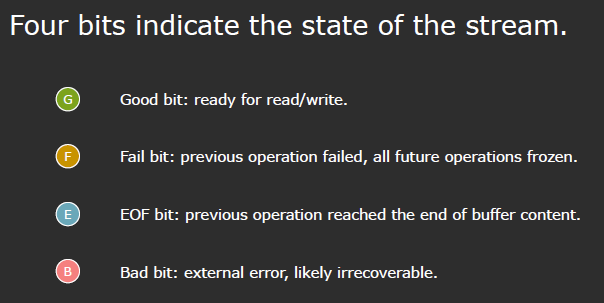 Four bits indicate the state of the stream.
G Good bit: ready for read/write.
F Fail bit: previous operation failed, all future operations frozen.
E EOF bit: previous operation reached the end of buffer content.
B Bad bit: external error, likely irrecoverable.